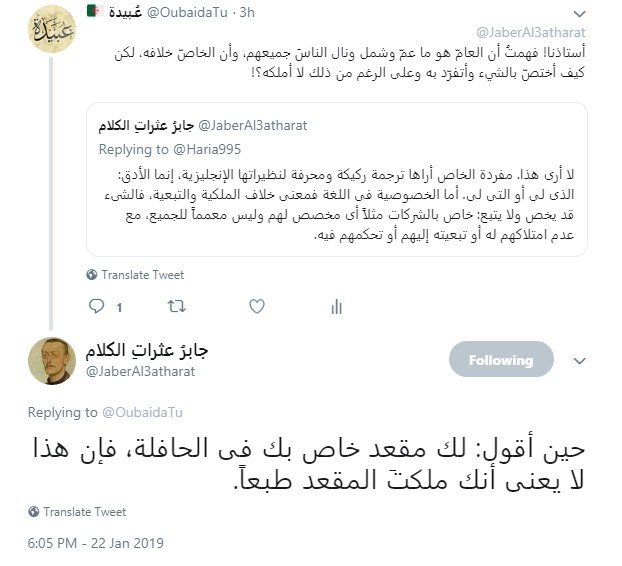 عُبيدة 🇩🇿 @OubaidaTu · 3h
@JaberAl3atharat
أستاذنا! فهمتُ أن العامّ هو ما عمّ وشمل ونال الناسَ جميعهم، وأن الخاصّ خلافه، لكن
كيف أختصّ بالشيء وأتفرّد به وعلى الرغم من ذلك لا أملكه؟!
جابرُ عثراتِ الكلام @JaberAl3atharat
Replying to @Haria995
لا أرى هذا. مفردة الخاص أراها ترجمة ركيكة ومحرفة لنظيراتها الإنجليزية، إنما الأدق:
الذى لى أو التى لى. أما الخصوصية فى اللغة فمعنى خلاف الملكية والتبعية، فالشىء
قد يخص ولا يتبع: خاص بالشركات مثلاً أى مخصص لهم وليس معمماً للجميع، مع
عدم امتلاكهم له أو تبعيته إليهم أو تحكمهم فيه.
Translate Tweet
1
جابرُ عثراتِ الكلام
@JaberAl3atharat
Following
Replying to @OubaidaTu
حين أقول: لك مقعد خاص بك فى الحافلة، فإن هذا
لا يعنى أنك ملكتَ المقعد طبعاً.
Translate Tweet
6:05 PM - 22 Jan 2019